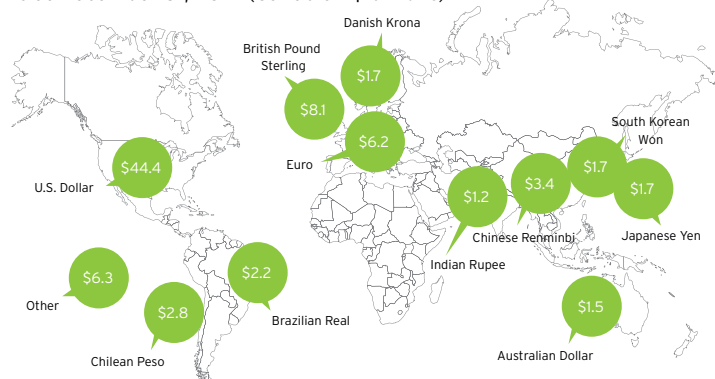 Danish Krona
British Pound
Sterling
$1.7
$8.1
South Korean
Won
$6.2
$44.4
Euro
$1.7
$3.4
$1.7
U.S. Dollar
$1.2
Chinese Renminbi
Japanese Yen
Indian Rupee
$6.3
$2.2
Other
$2.8
Brazilian Real
$1.5
Chilean Peso
Australian Dollar